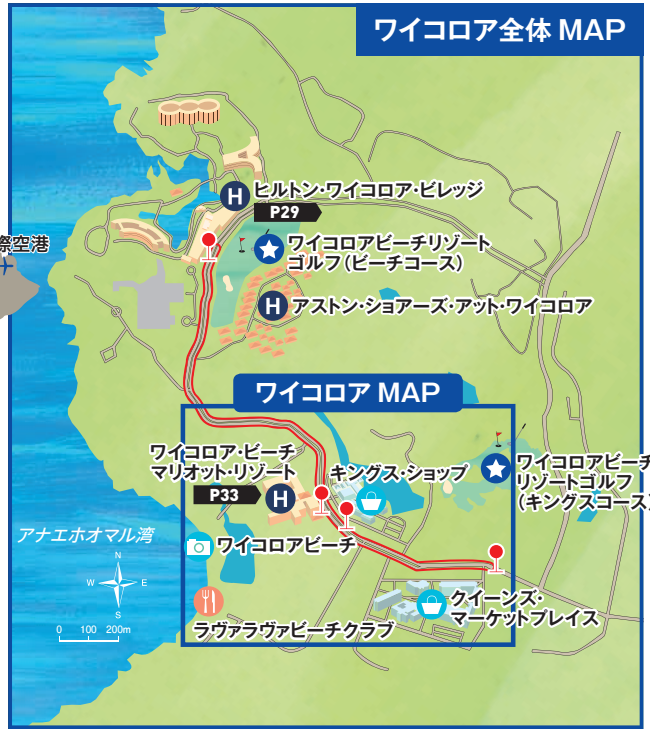 ワイコロア全体 MAP
ヒルトン・ワイコロア・ビレッジ
P29
際空港
ワイコロアビーチリゾート
ゴルフ(ビーチコース)
アストン・ショアーズ・アット・ワイコロア
ワイコロア MAP
ワイコロア・ビーチ
マリオット・リゾート
P33
キングス・ショップ
ワイコロアビーチ
リゾートゴルフ
(キングスコース)
アナエホオマル湾
ワイコロアビーチ
N
W E
S
0 100 200m
クイーンズ・
マーケットプレイス
ラヴァラヴァビーチクラブ
H
H
H